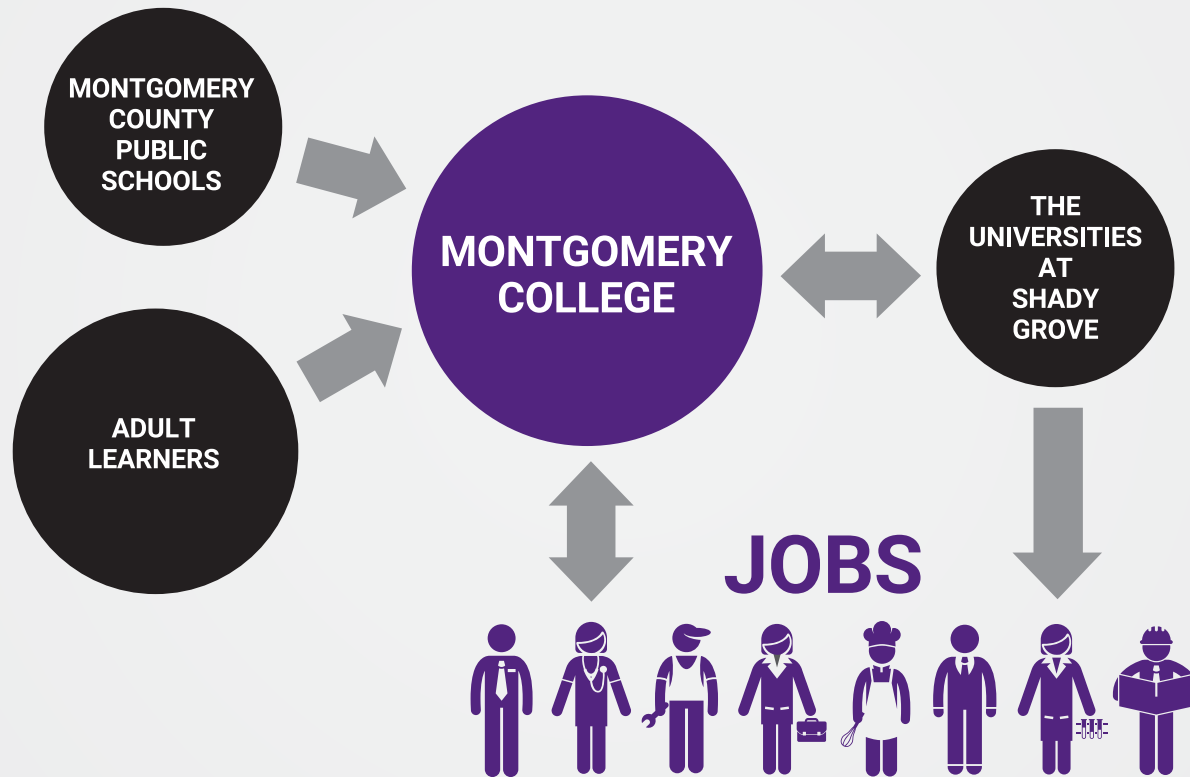 MONTGOMERY
COUNTY
PUBLIC
SCHOOLS
MONTGOMERY
COLLEGE
THE
UNIVERSITIES
AT
SHADY
GROVE
ADULT
LEARNERS
JOBS